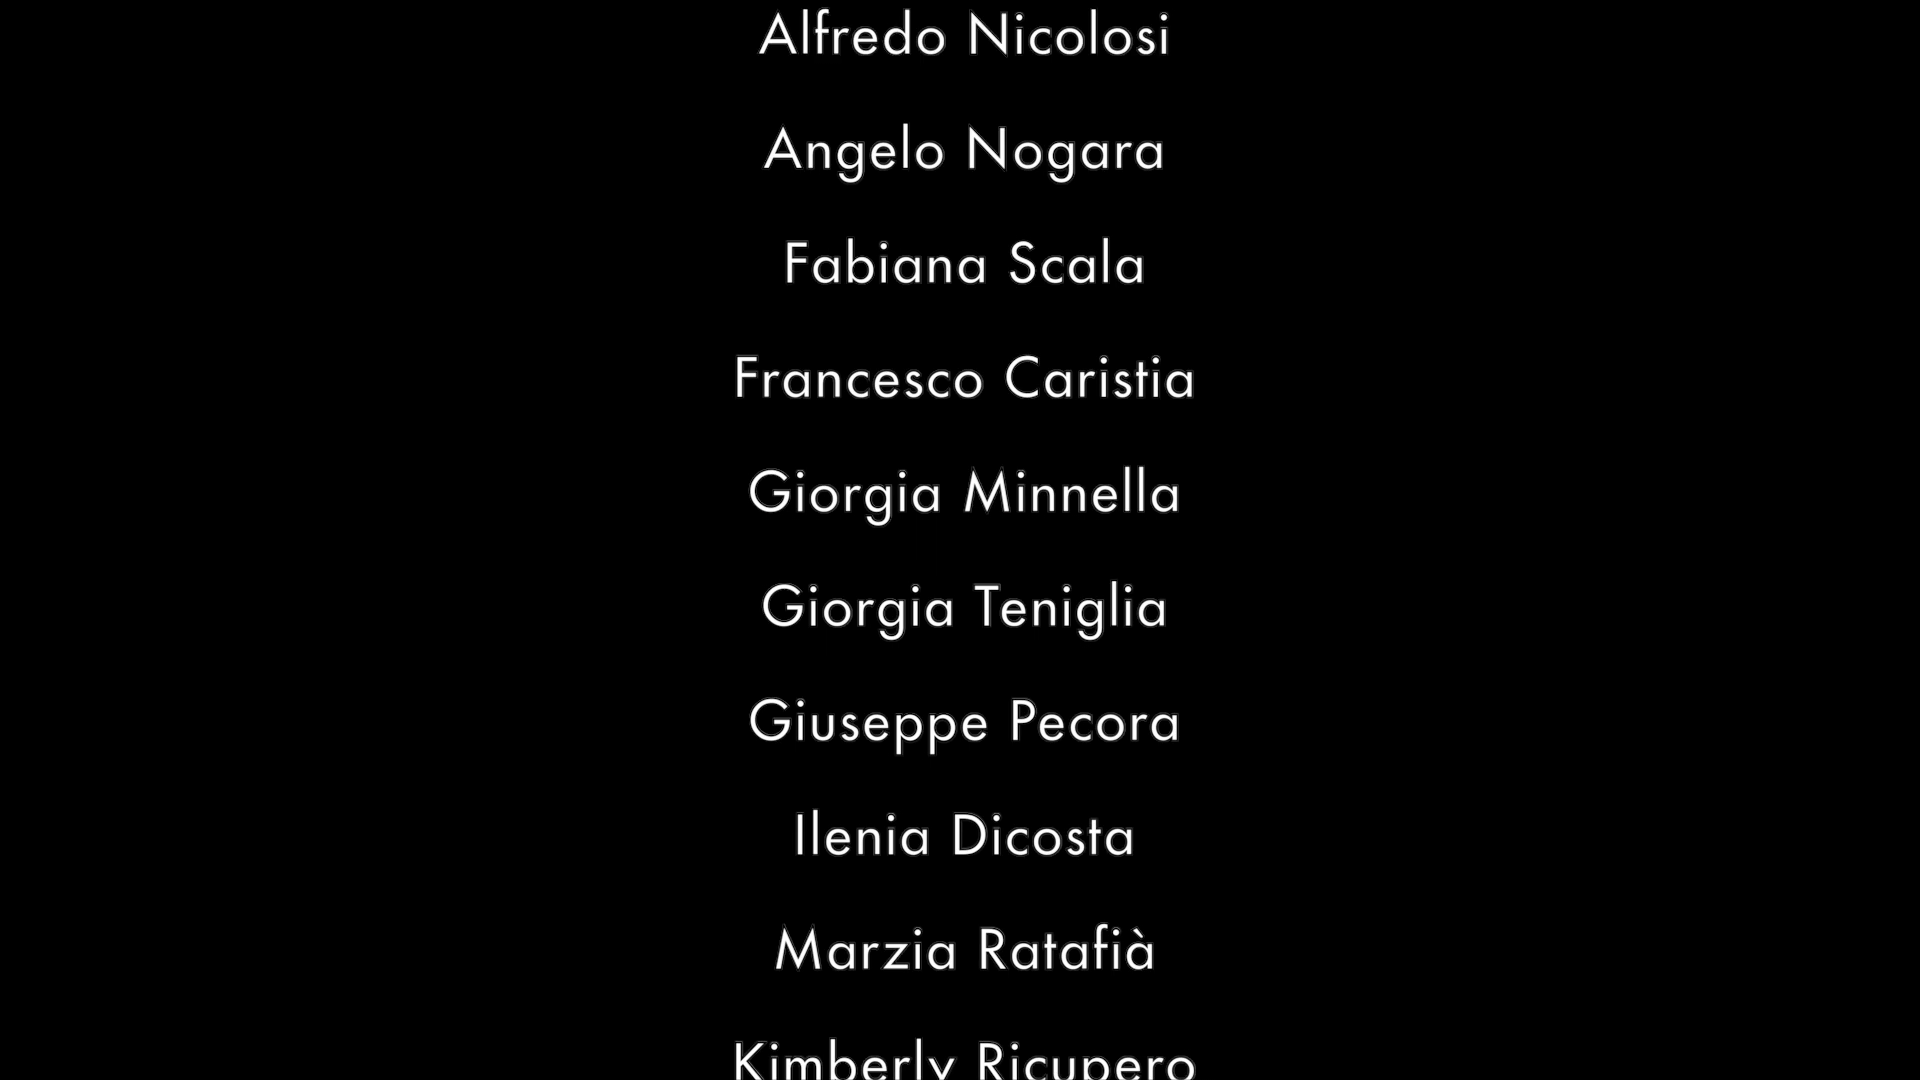 Alfredo Nicolosi
Angelo Nogara
Fabiana Scala
Francesco Caristia
Giorgia Minnella
Giorgia Teniglia
Giuseppe Pecora
Ilenia Dicosta
Marzia Ratafià
Kimberly Ricupero